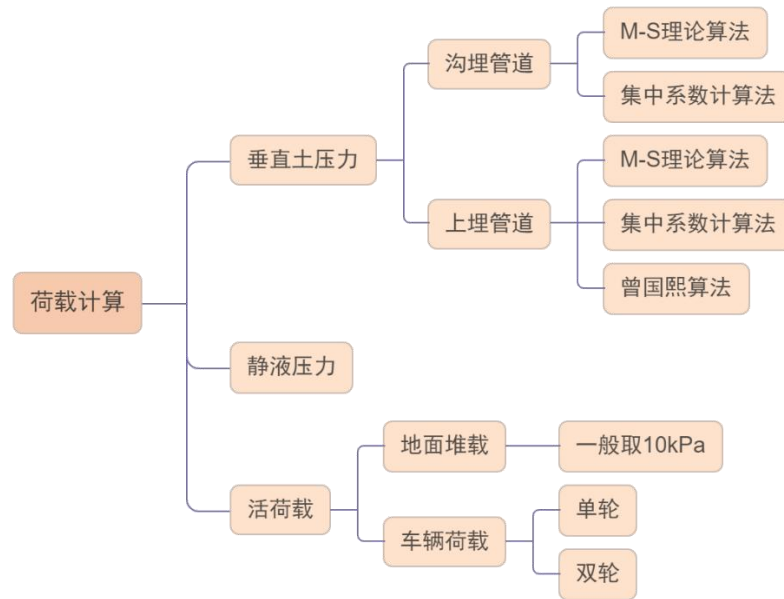 荷载计算
垂直土压力
沟埋管道
M-S理论算法
集中系数计算法
上埋管道
M-S理论算法
集中系数计算法
曾国熙算法
静液压力
活荷载
地面堆载
一般取10kPa
车辆荷载
单轮
双轮